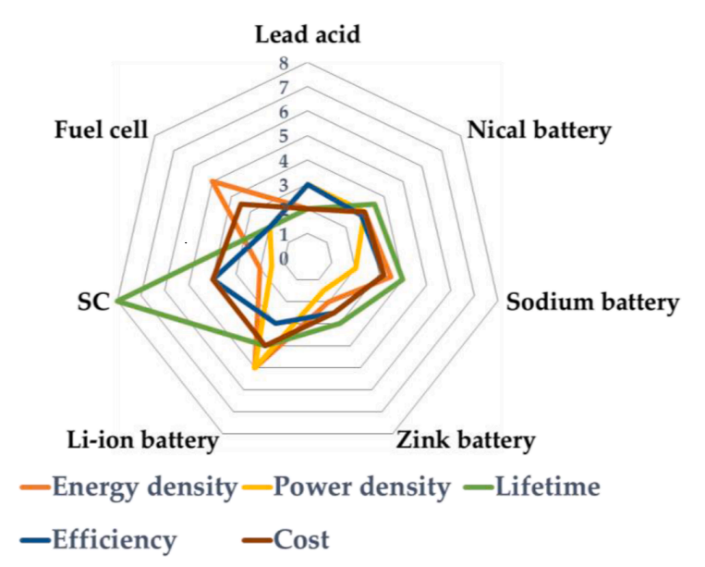 Lead acid
8
7
6
5
4
3
2
1
0
Fuel cell
Nical battery
SC
Sodium battery
Li-ion battery
Zink battery
Energy density
Power density
Lifetime
Efficiency
Cost